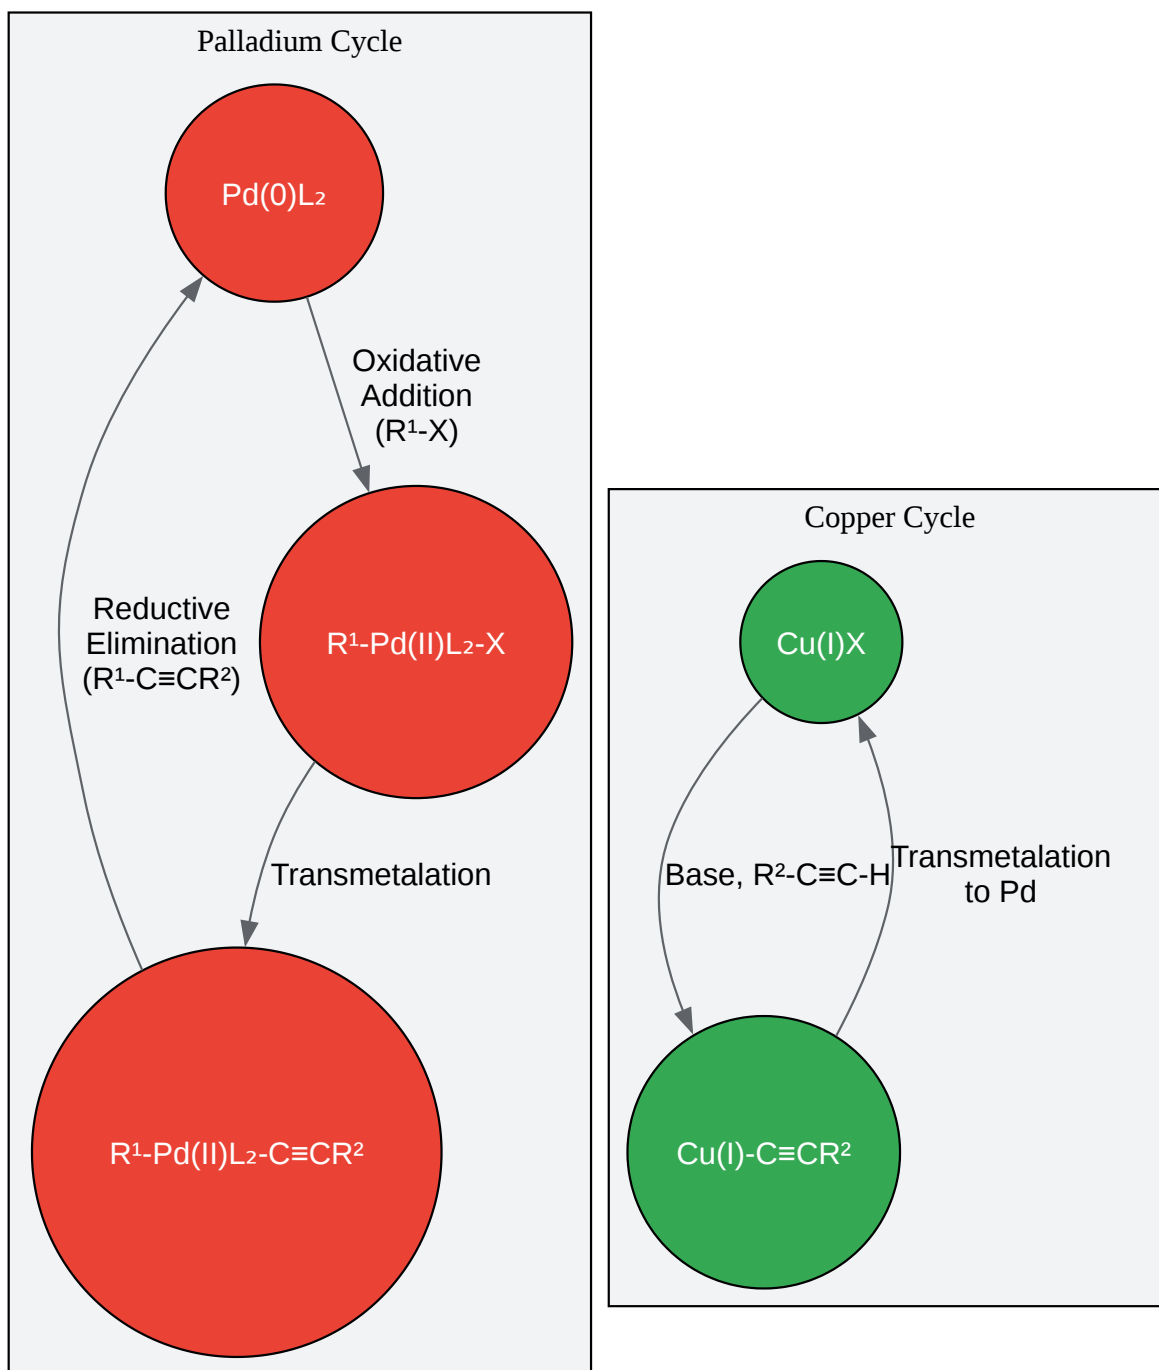 Palladium Cycle
Pd(0)L₂
Oxidative
Addition
(R¹-X)
R¹-Pd(II)L₂-X
Reductive
Elimination
(R¹-C≡CR²)
Transmetalation
R¹-Pd(II)L₂-C≡CR²
Copper Cycle
Cu(I)X
Base, R²-C≡C-H
Transmetalation
to Pd
Cu(I)-C≡CR²